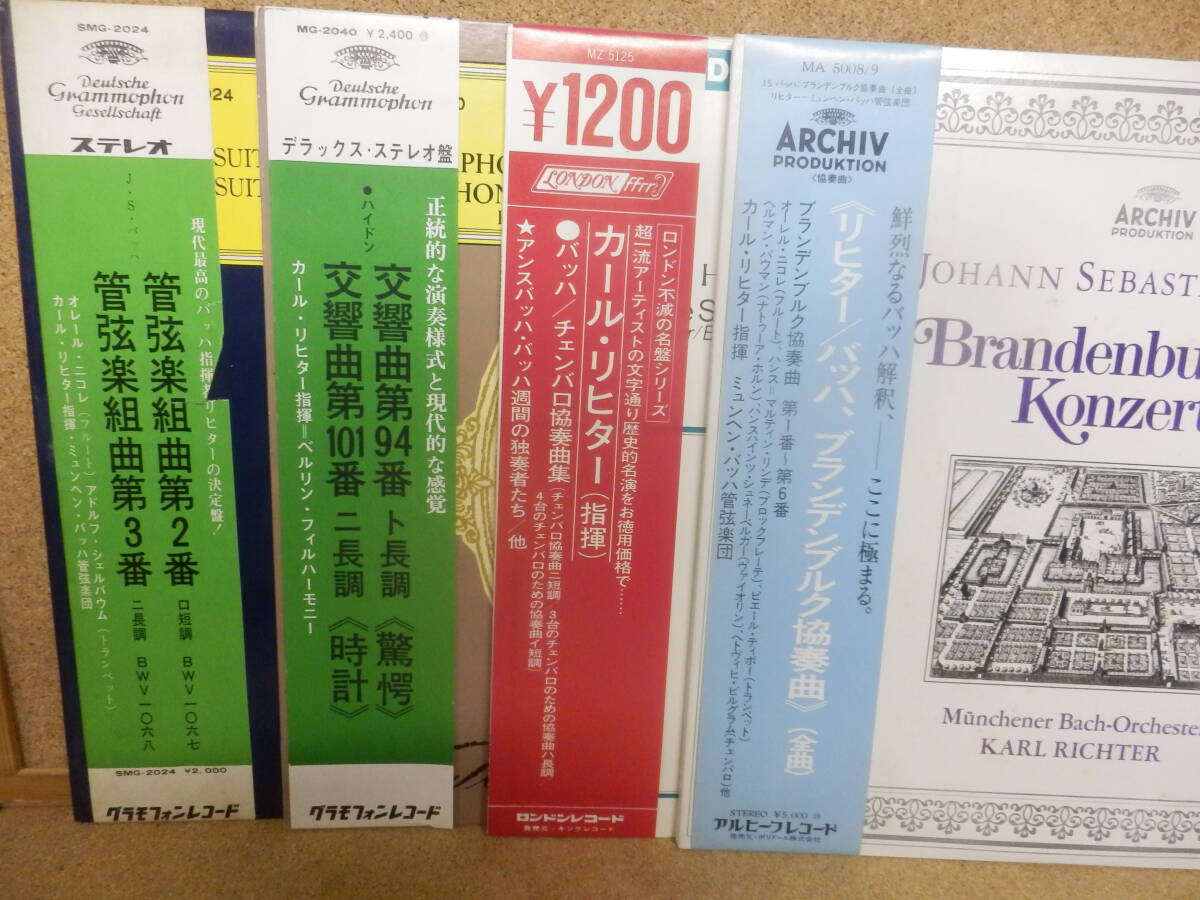 SMG-2024
Deutsche
Grammophon
Gesellschaft
ステレオ
現代最高のバッハ指揮者リヒターの決定盤!
J・S・バッハ
管弦楽組曲第2番 ロ短調 BWV一〇六七
管弦楽組曲第3番 ニ長調 BWV一〇六八
オレール・ニコレ(フルート)アドルフ・シェルバウム(トランペット)
カール・リヒター指揮・ミュンヘン・バッハ管弦楽団
SMG-2024 ¥2,000
グラモフォンレコード
024
SUIT
SUIT
MG-2040 ¥2,400
Deutsche
Grammophon
デラックス・ステレオ盤
正統的な演奏様式と現代的な感覚
●ハイドン
交響曲第94番 ト長調《驚愕》
交響曲第101番 ニ長調《時計》
カール・リヒター指揮=ベルリン・フィルハーモニー
グラモフォンレコード
PHO
PHON
MZ 5125
¥1200
LONDON ffrr
ロンドン不滅の名盤シリーズ
超一流アーティストの文字通り歴史的名演をお徳用価格で……
カール・リヒター(指揮)
●バッハ/チェンバロ協奏曲集
(チェンバロ協奏曲ニ短調 3台のチェンバロのための協奏曲ハ長調
4台のチェンバロのための協奏曲イ短調)
★アンスバッハ・バッハ週間の独奏者たち/他
ロンドンレコード
発売元・キングレコード
MA 5008/9
J.S.バッハ:ブランデンブルク協奏曲(全曲)
リヒター=ミュンヘン・バッハ管弦楽団
ARCHIV
PRODUKTION
〈協奏曲〉
鮮烈なるバッハ解釈、——ここに極まる。
《リヒター/バッハ、ブランデンブルク協奏曲》(全曲)
ブランデンブルク協奏曲 第1番~第6番
オーレル・ニコレ(フルート)、ハンス=マルティン・リンデ(ブロックフレーテ)、ピエール・ティボー(トランペット)
ヘルマン・バウマン(ナトゥーア・ホルン)、ハンスハインツ・シュネーベルガー(ヴァイオリン)、ヘトヴィヒ・ビルグラム(チェンバロ)他
カール・リヒター指揮 ミュンヘン・バッハ管弦楽団
STEREO ¥5,000
アルヒーフレコード
発売元・ポリドール株式会社
ARCHIV
PRODUKTION
JOHANN SEBAST
Brandenbu
Konzert
Münchener Bach-Orchester
KARL RICHTER